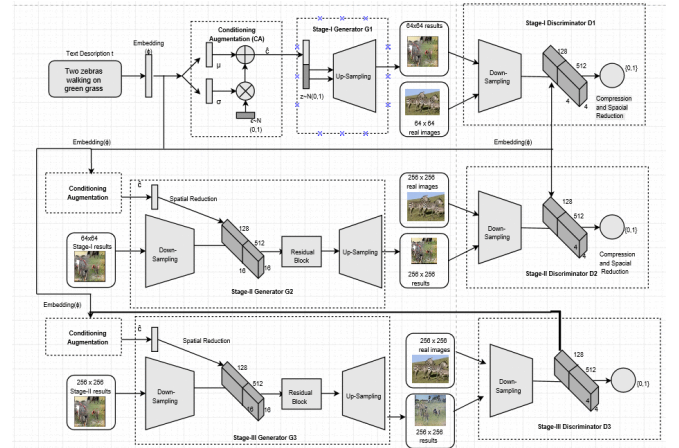 Text Description t
Two zebras
walking on
green grass
Embedding
(ϕ)
Conditioning
Augmentation (CA)
μ
σ
ĉ
ε~N
(0,1)
Stage-I Generator G1
z~N(0,1)
Up-Sampling
64x64 results
64 x 64
real images
Stage-I Discriminator D1
Down-
Sampling
128
512
4
4
{0,1}
Compression
and Spacial
Reduction
Embedding(ϕ)
Embedding(ϕ)
Conditioning
Augmentation
ĉ
Spatial Reduction
64x64
Stage-I results
Down-
Sampling
128
512
16
16
Residual
Block
Up-Sampling
Stage-II Generator G2
256 x 256
real images
256 x 256
results
Down-
Sampling
128
512
4
4
{0,1}
Compression
and Spacial
Reduction
Stage-II Discriminator D2
Embedding(ϕ)
Conditioning
Augmentation
ĉ
Spatial Reduction
256 x 256
Stage-II results
Down-
Sampling
128
512
16
16
Residual
Block
Up-Sampling
Stage-III Generator G3
256 x 256
real images
256 x 256
results
Down-
Sampling
128
512
4
4
{0,1}
Stage-III Discriminator D3